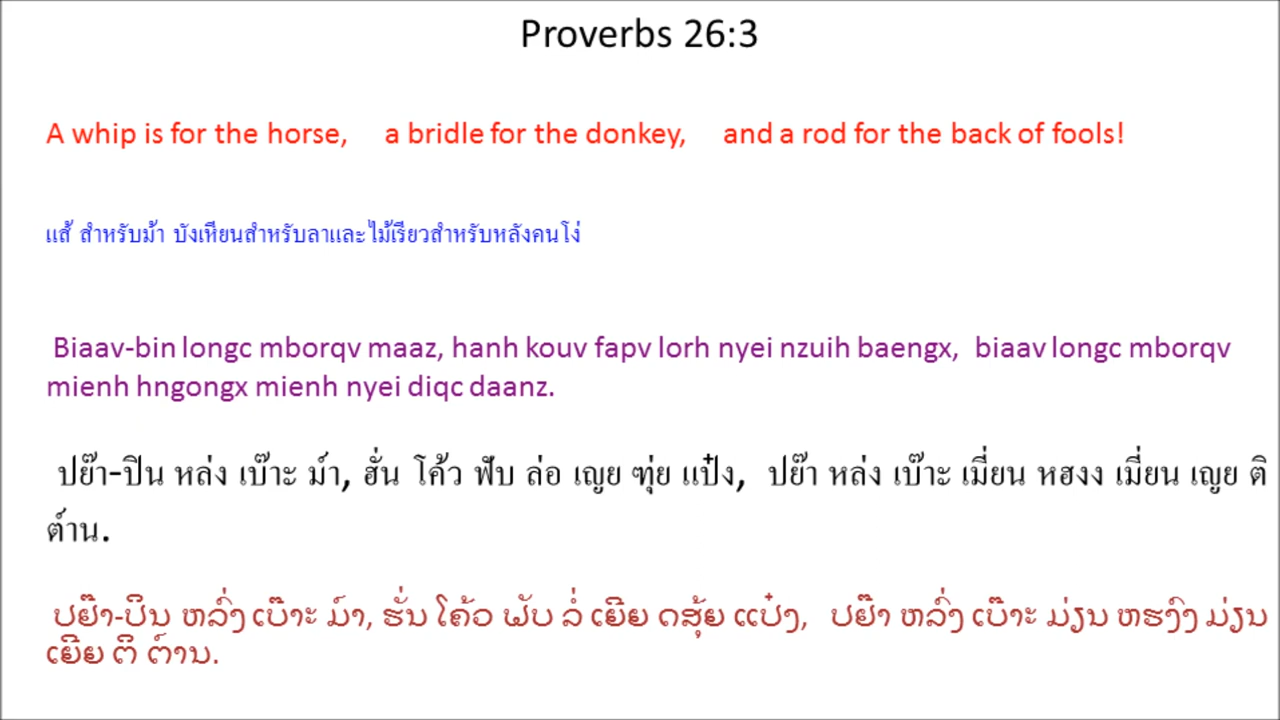 Proverbs 26:3
A whip is for the horse, a bridle for the donkey, and a rod for the back of fools!
แส้ สำหรับม้า บังเหียนสำหรับลาและไม้เรียวสำหรับหลังคนโง่
Biaav-bin longc mborqv maaz, hanh kouv fapv lorh nyei nzuih baengx, biaav longc mborqv
mienh hngongx mienh nyei diqc daanz.
ปย๊า-ปิน หล่ง เบ๊าะ ม์า, ฮั่น โค้ว ฟับ ล่อ เญย ฑุ่ย แป๋ง, ปย๊า หล่ง เบ๊าะ เมี่ยน หฮงง เมี่ยน เญย ติ
ต์าน.
ປຢ໊າ-ປິນ ຫລົ່ງ ເບ໊າະ ມ໌າ, ຮັ່ນ ໂຄ້ວ ຟັບ ລໍ່ ເຍີຍ ດສຸ້ຍ ແປ໋ງ, ປຢ໊າ ຫລົ່ງ ເບ໊າະ ມ່ຽນ ຫຮງົງ ມ່ຽນ
ເຍີຍ ຕິ ຕ໌ານ.